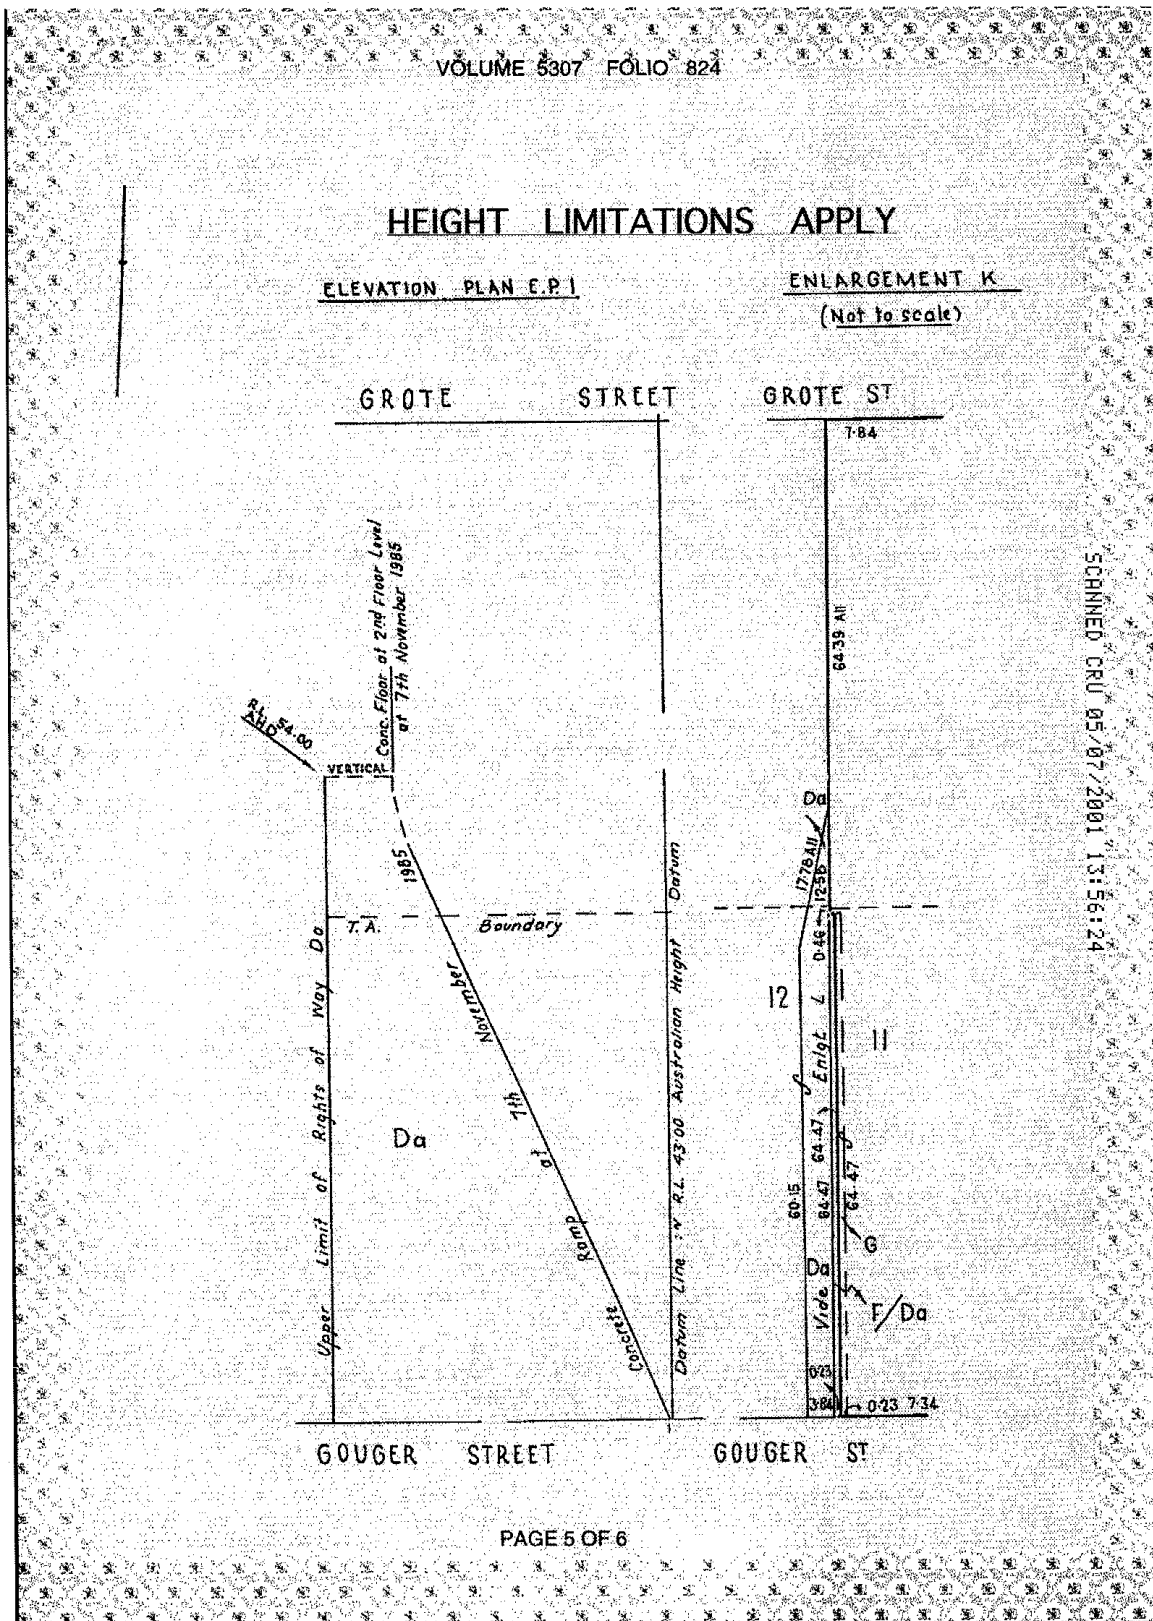 VOLUME 5307 FOLIO 824
HEIGHT LIMITATIONS APPLY
ELEVATION PLAN E.P.1
ENLARGEMENT K
(Not to scale)
GROTE STREET
GROTE ST
7·84
Conc. Floor at 2nd Floor Level
at 7th November 1985
64·39 All
R.L. 54·00
AHD
VERTICAL
Da
17·78 All
12·56
1985
T.A. Boundary
0·46
12
11
Upper Limit of Rights of Way Da
Da
Concrete Ramp at 7th November
Datum Line :N R.L. 43·00 Australian Height Datum
Vide Enlgt L
60·15
64·47
64·47
64·47
G
Da
F/Da
0·23
3·84
0·23 7·34
GOUGER STREET
GOUGER ST
SCANNED CRU 05/07/2001 13:56:24
PAGE 5 OF 6